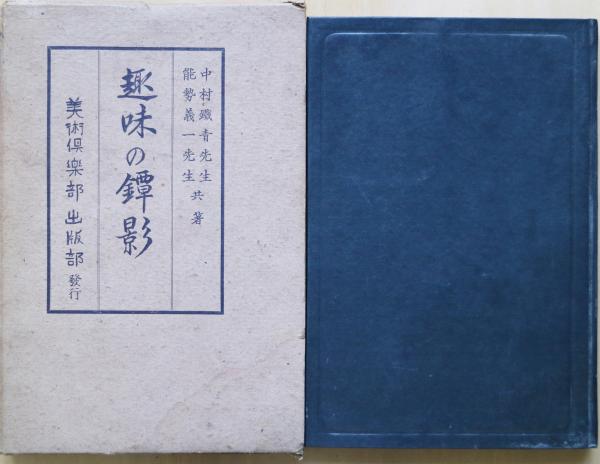 中村鐵青先生
能勢義一先生
共著
趣味の鐔影
美術倶楽部 出版部 發行